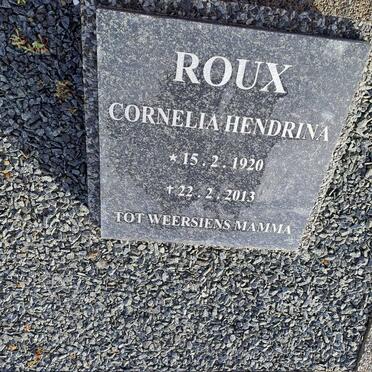 ROUX
CORNELIA HENDRINA
★ 15 . 2 . 1920
✝ 22 . 2 . 2013
TOT WEERSIENS MAMMA